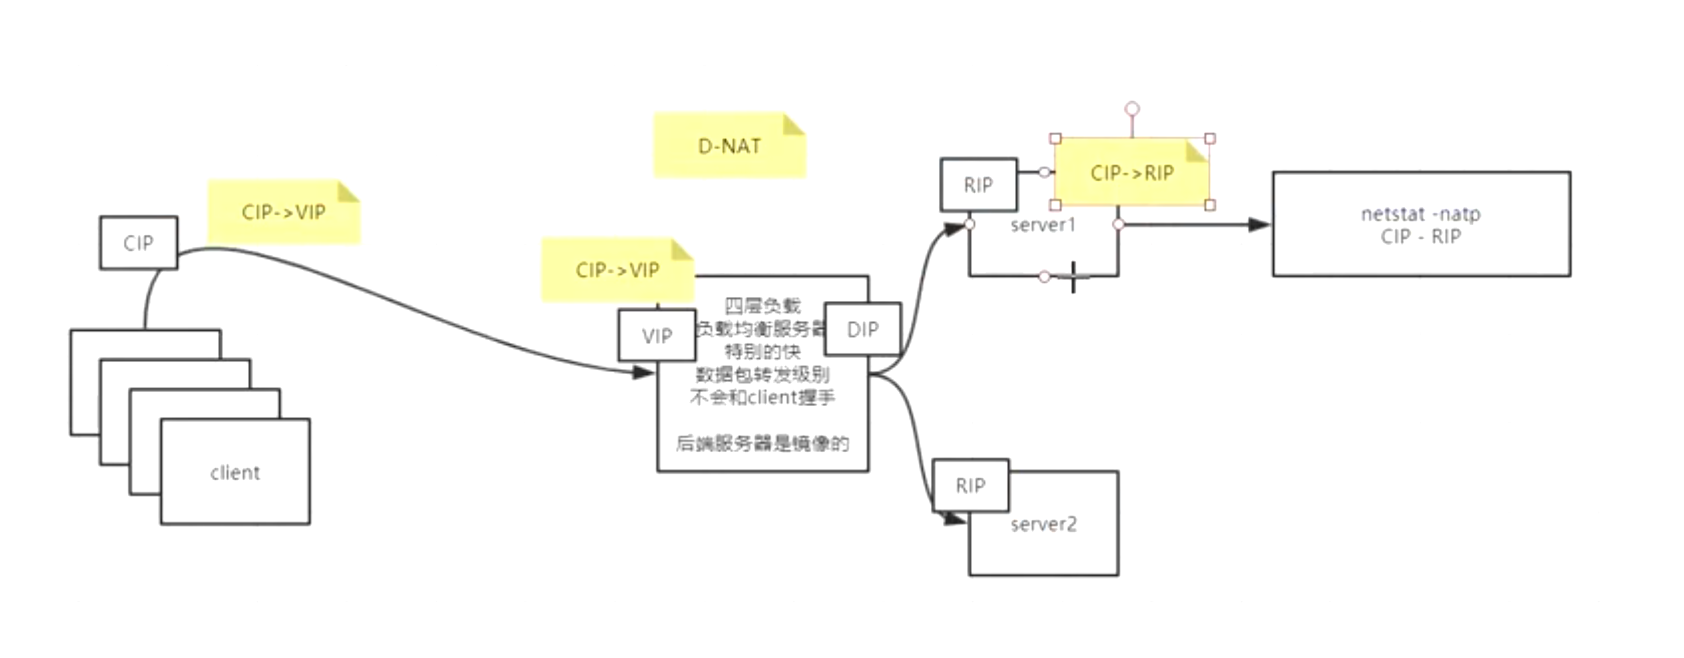 D-NAT
CIP->VIP
CIP
client
CIP->VIP
VIP
四层负载
负载均衡服务器
特别的快
数据包转发级别
不会和client握手
后端服务器是镜像的
DIP
RIP
CIP->RIP
server1
netstat -natp
CIP - RIP
RIP
server2